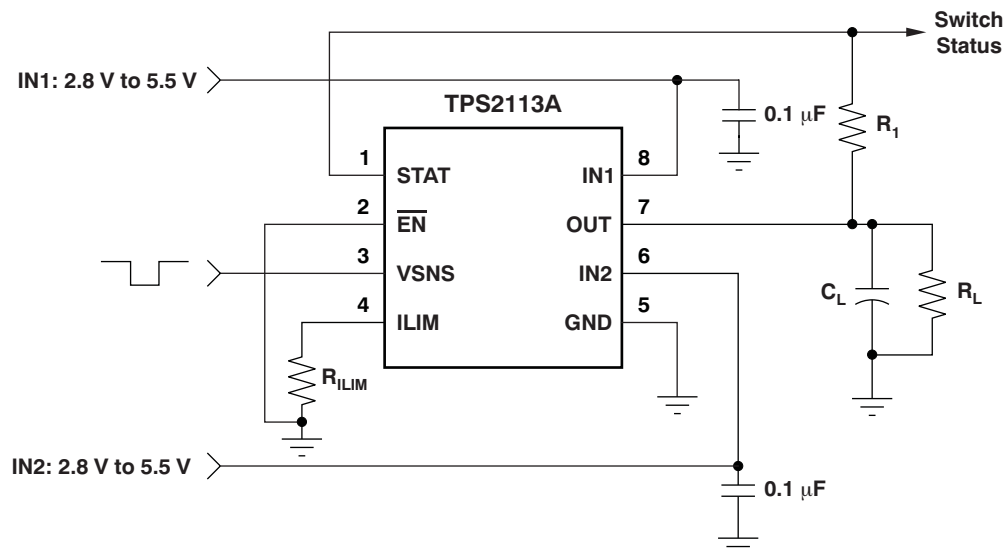 Switch
Status
IN1: 2.8 V to 5.5 V
TPS2113A
0.1 μF
R1
1
STAT
IN1
8
2
EN
OUT
7
3
VSNS
IN2
6
4
ILIM
GND
5
CL
RL
RILIM
IN2: 2.8 V to 5.5 V
0.1 μF